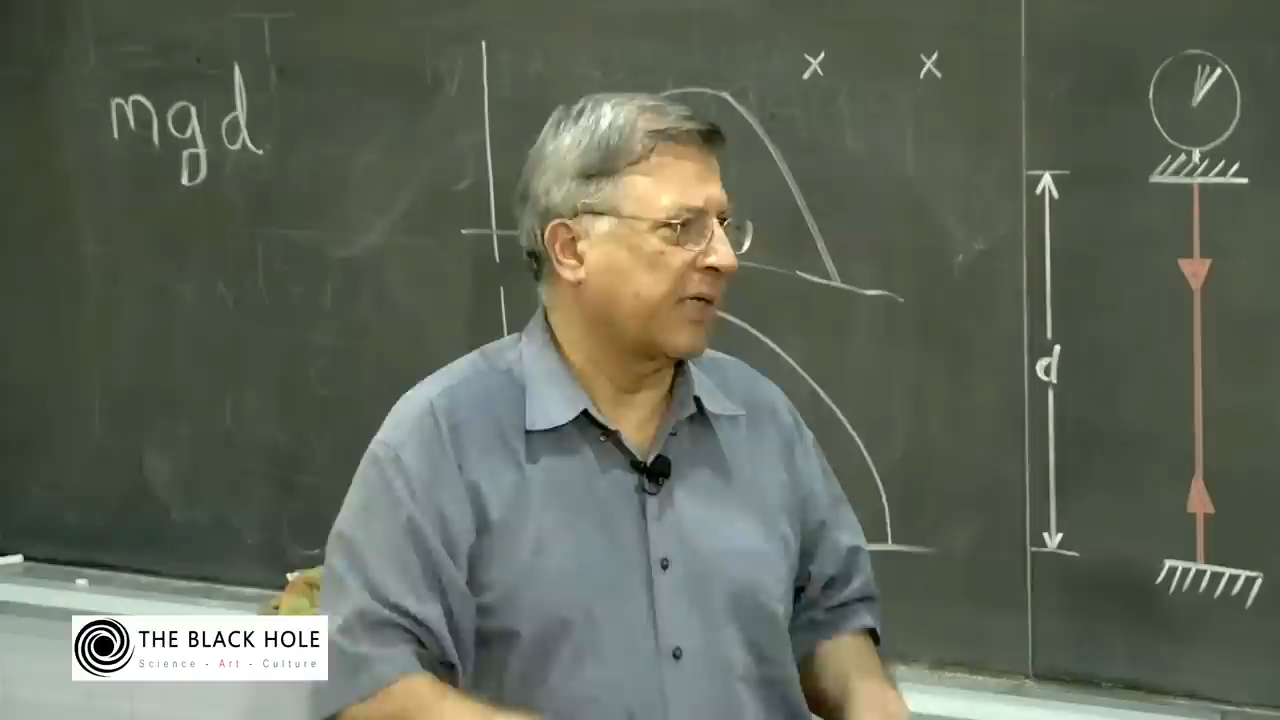 mgd
x x
d
THE BLACK HOLE
Science - Art - Culture